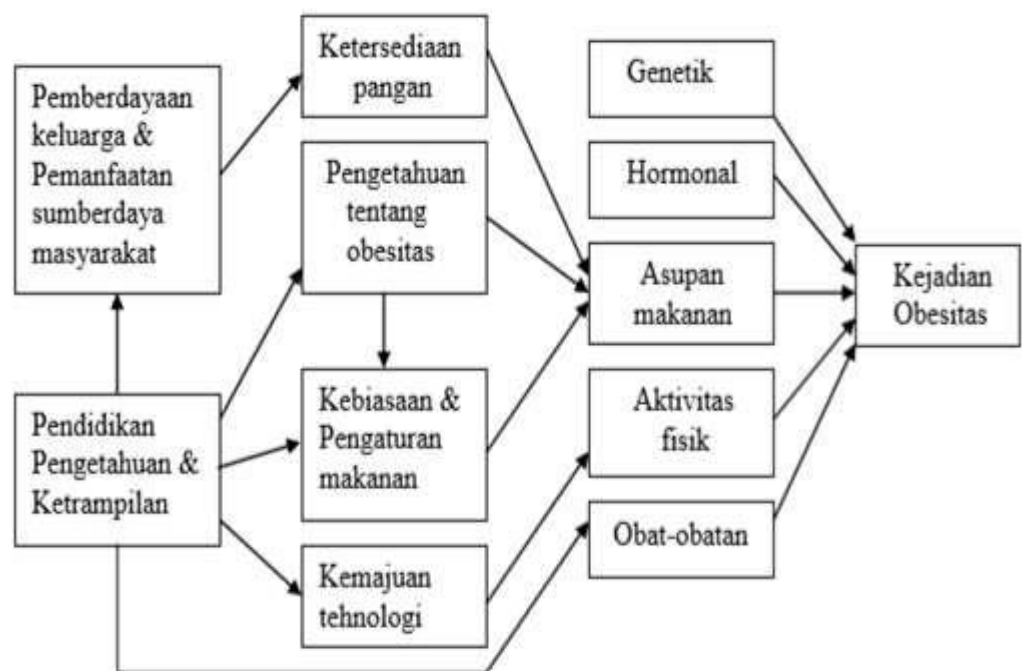 Pemberdayaan
keluarga &
Pemanfaatan
sumberdaya
masyarakat
Pendidikan
Pengetahuan &
Ketrampilan
Ketersediaan
pangan
Pengetahuan
tentang
obesitas
Kebiasaan &
Pengaturan
makanan
Kemajuan
tehnologi
Genetik
Hormonal
Asupan
makanan
Aktivitas
fisik
Obat-obatan
Kejadian
Obesitas